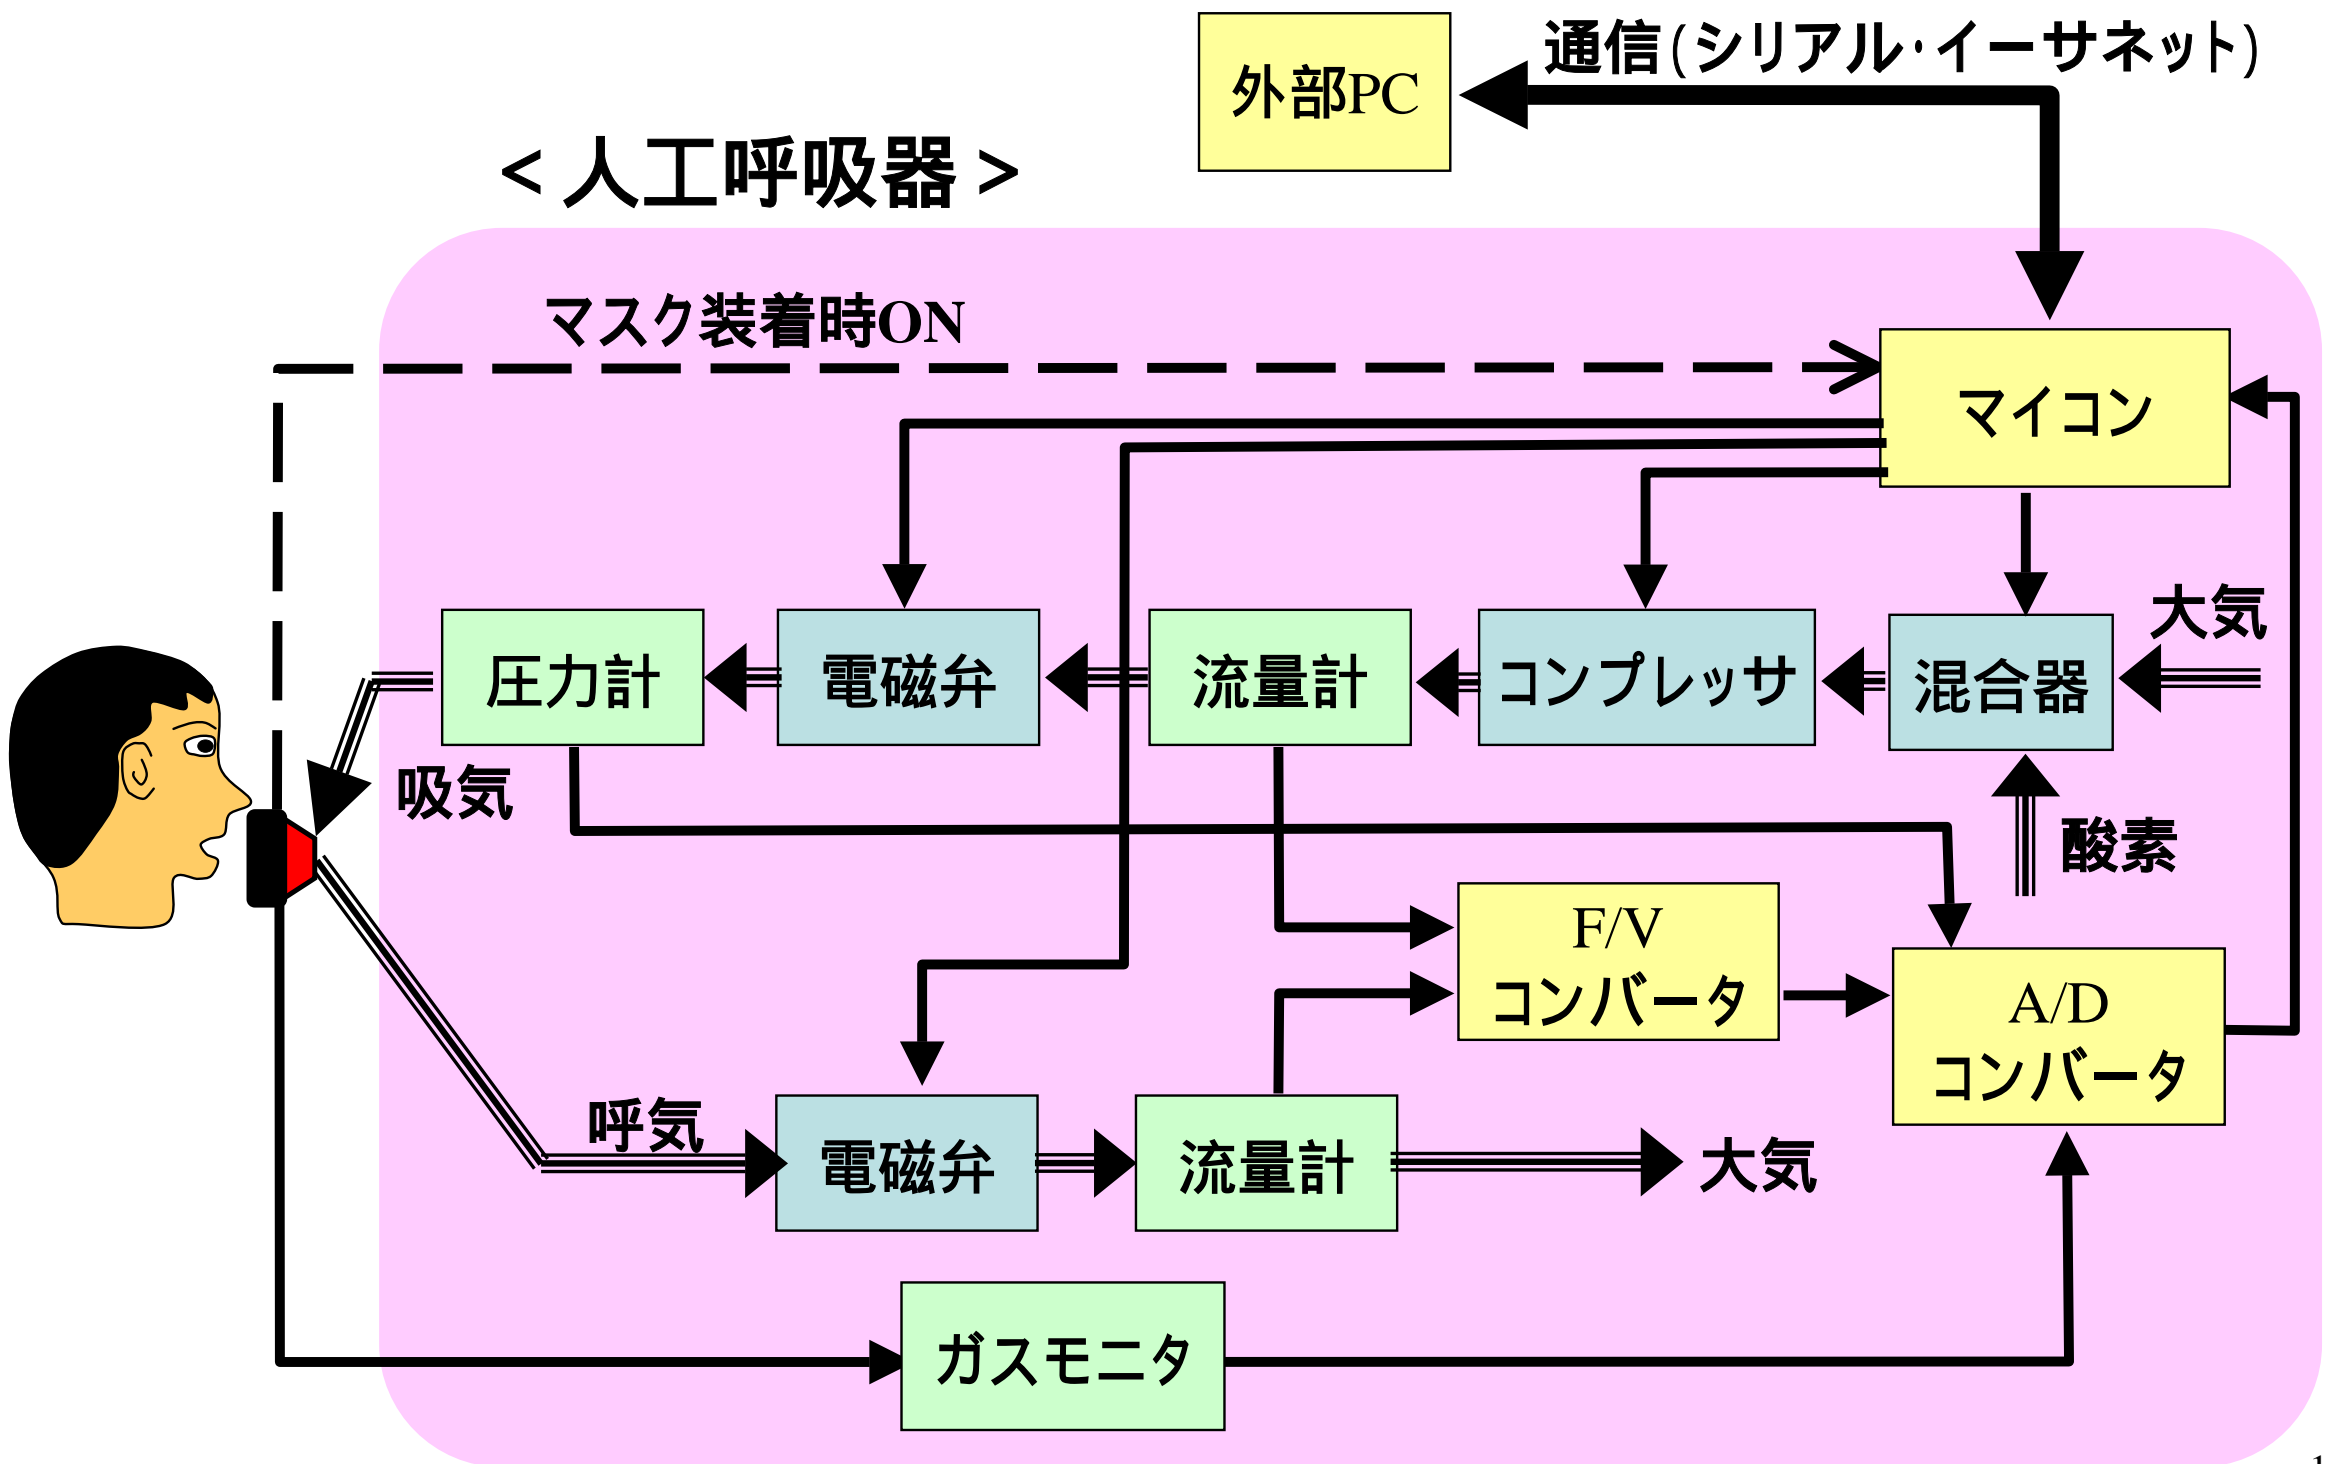 通信(シリアル・イーサネット)
外部PC
< 人工呼吸器 >
マスク装着時ON
マイコン
大気
圧力計
電磁弁
流量計
コンプレッサ
混合器
吸気
酸素
F/V
コンバータ
A/D
コンバータ
呼気
電磁弁
流量計
大気
ガスモニタ